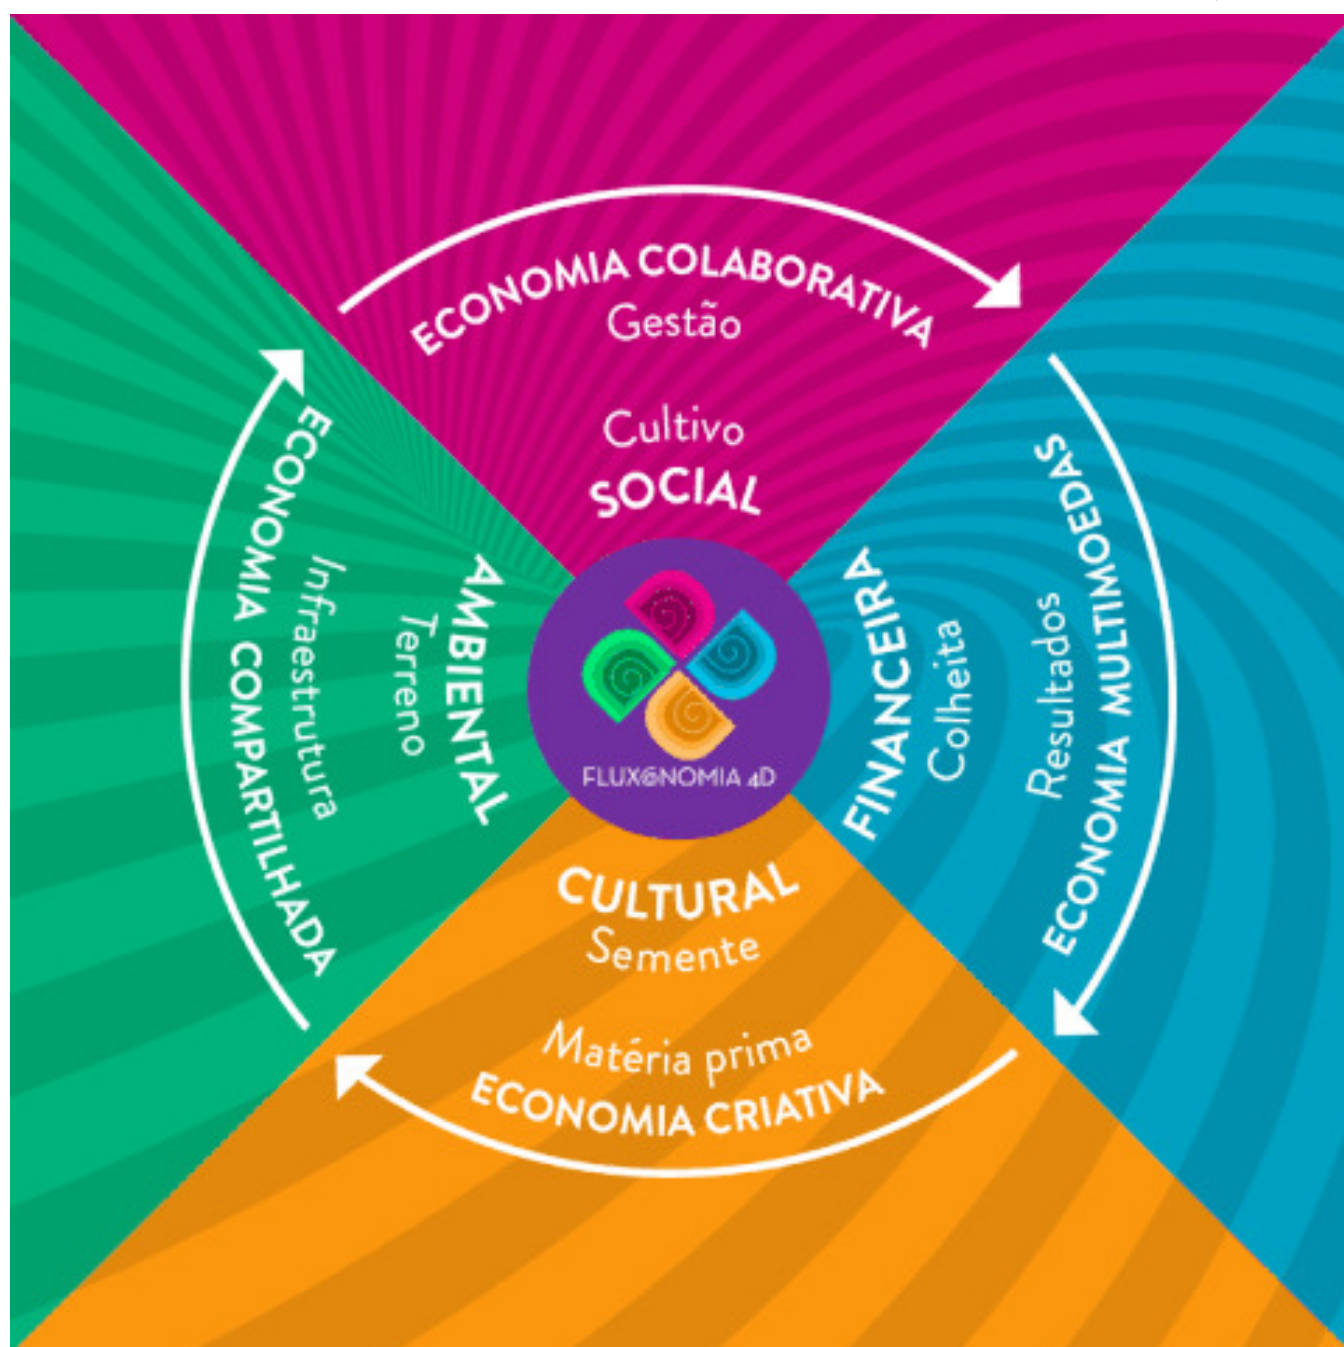 ECONOMIA COLABORATIVA
Gestão
Cultivo
SOCIAL
ECONOMIA MULTIMOEDAS
Resultados
Colheita
FINANCEIRA
CULTURAL
Semente
Matéria prima
ECONOMIA CRIATIVA
ECONOMIA COMPARTILHADA
Infraestrutura
Terreno
AMBIENTAL
FLUXONOMIA 4D